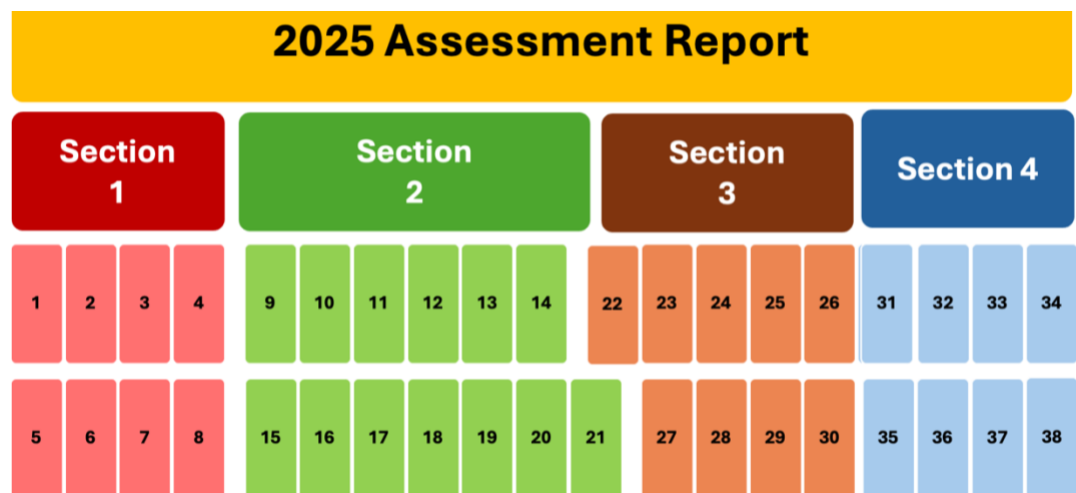 2025 Assessment Report
Section
1
Section
2
Section
3
Section 4
1 2 3 4 9 10 11 12 13 14 22 23 24 25 26 31 32 33 34
5 6 7 8 15 16 17 18 19 20 21 27 28 29 30 35 36 37 38